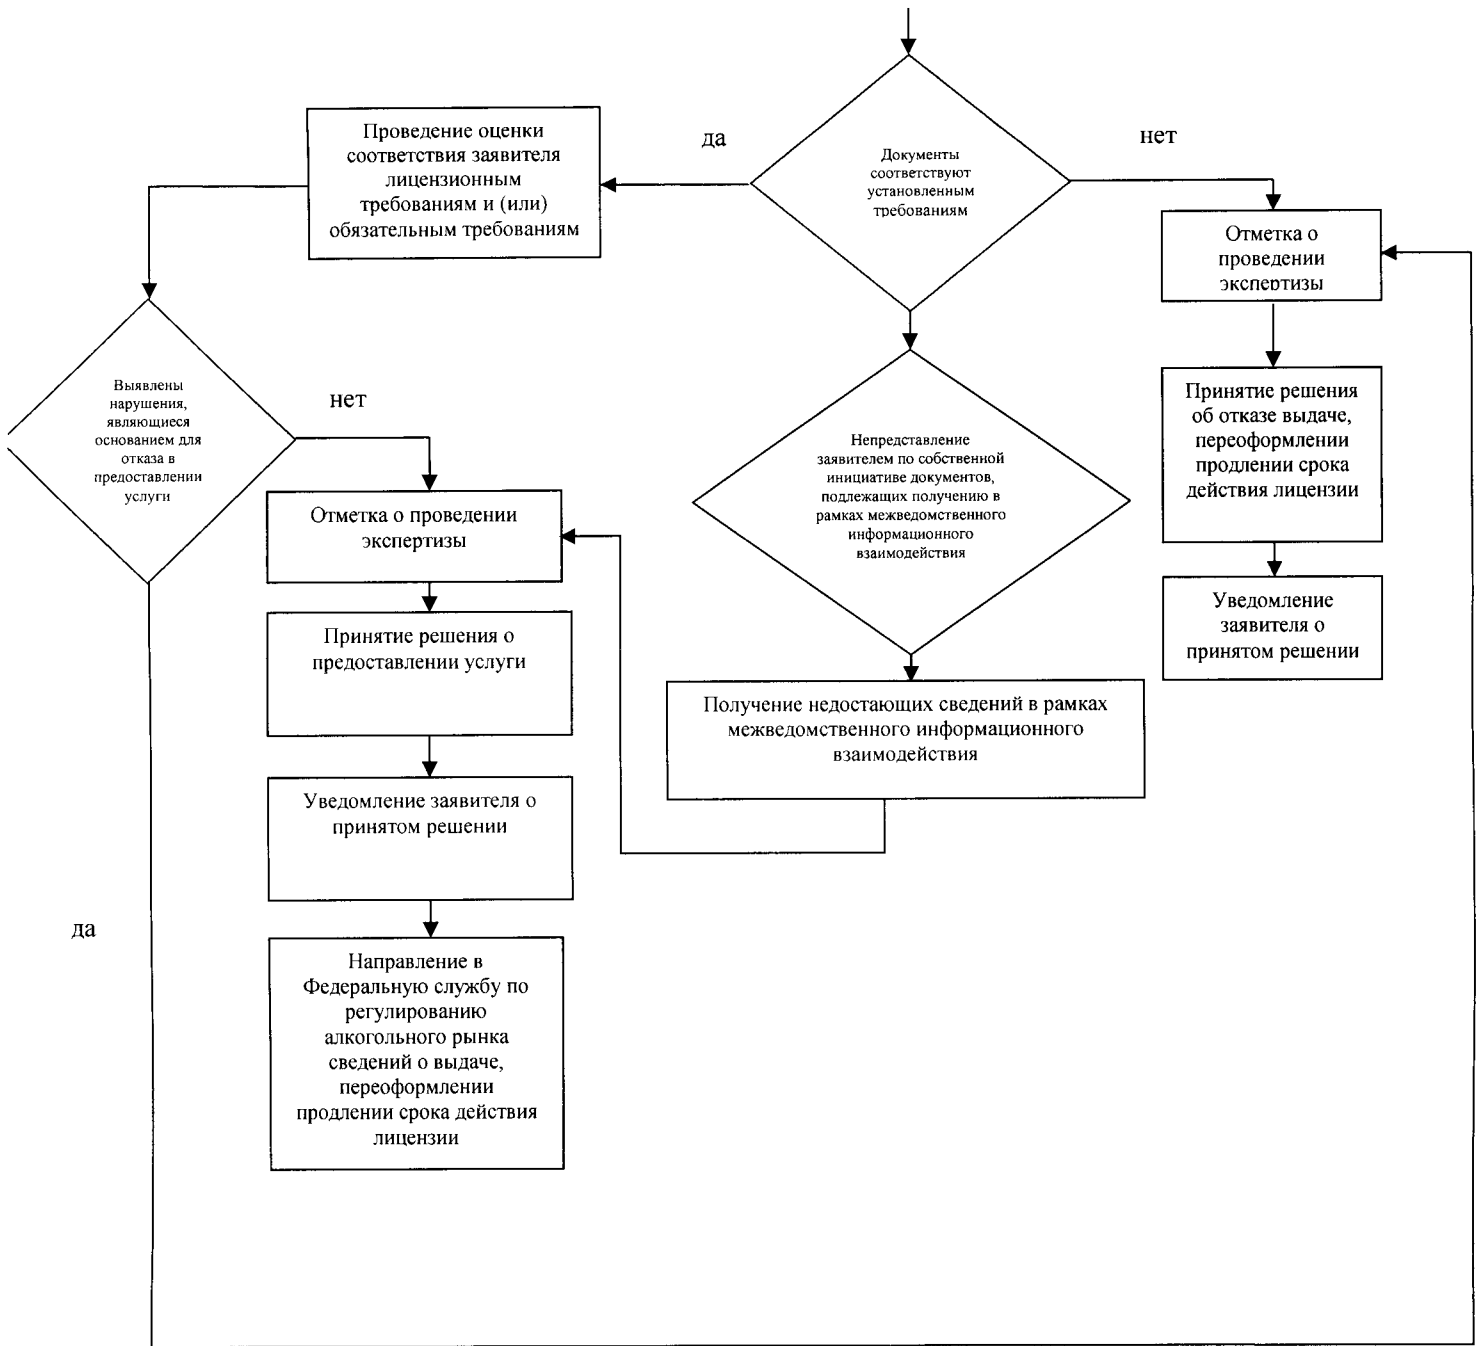 Проведение оценки
соответствия заявителя
лицензионным
требованиям и (или)
обязательным требованиям
да
Документы
соответствуют
установленным
требованиям
нет
Отметка о
проведении
экспертизы
Выявлены
нарушения,
являющиеся
основанием для
отказа в
предоставлении
услуги
нет
Непредставление
заявителем по собственной
инициативе документов,
подлежащих получению в
рамках межведомственного
информационного
взаимодействия
Принятие решения
об отказе выдаче,
переоформлении
продлении срока
действия лицензии
Отметка о проведении
экспертизы
Уведомление
заявителя о
принятом решении
Принятие решения о
предоставлении услуги
Получение недостающих сведений в рамках
межведомственного информационного
взаимодействия
Уведомление заявителя о
принятом решении
да
Направление в
Федеральную службу по
регулированию
алкогольного рынка
сведений о выдаче,
переоформлении
продлении срока действия
лицензии